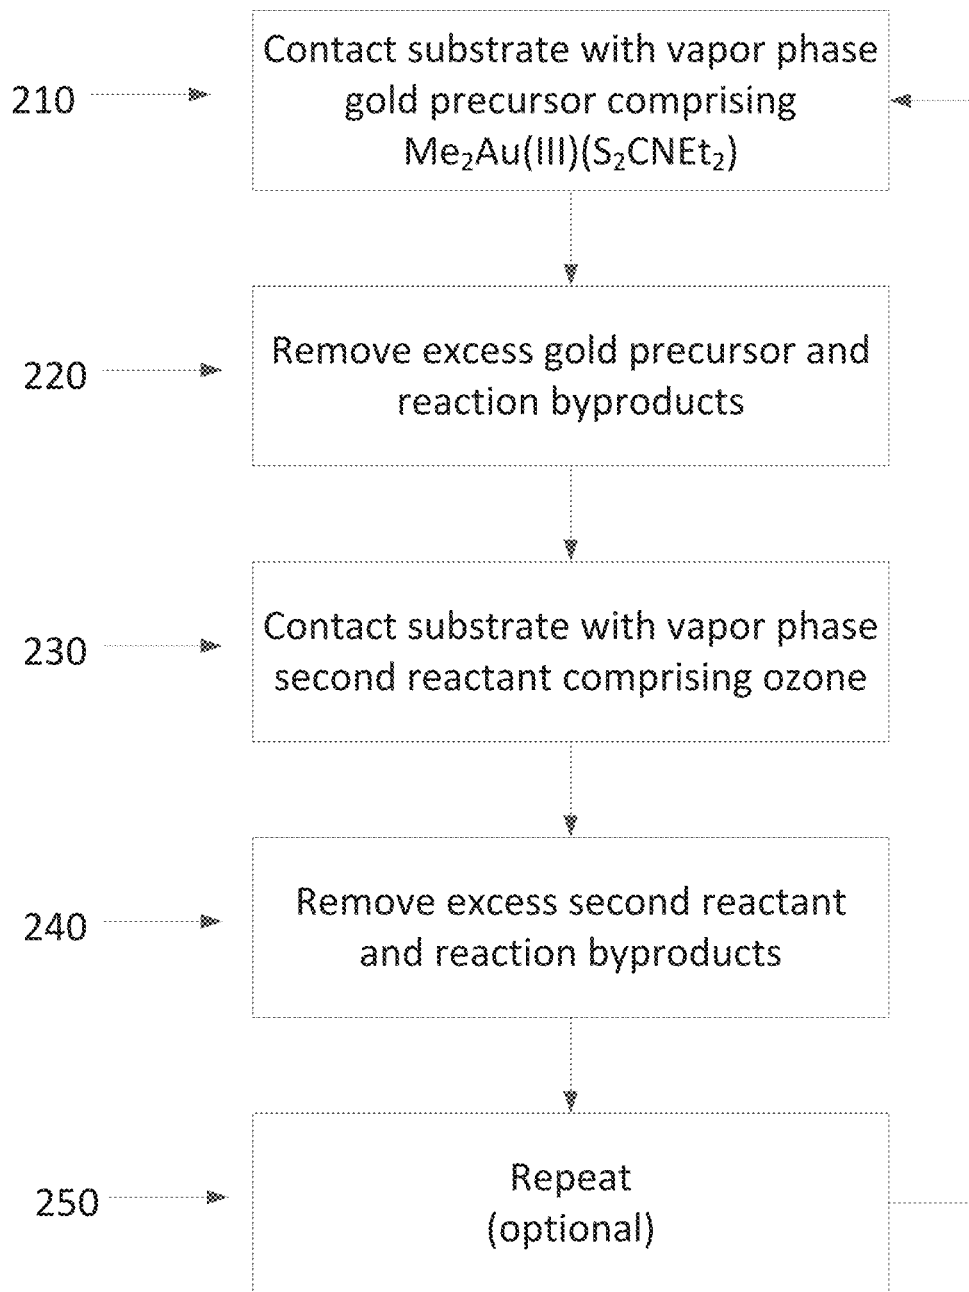 210
Contact substrate with vapor phase
gold precursor comprising
Me₂Au(III)(S₂CNEt₂)
220
Remove excess gold precursor and
reaction byproducts
230
Contact substrate with vapor phase
second reactant comprising ozone
240
Remove excess second reactant
and reaction byproducts
250
Repeat
(optional)